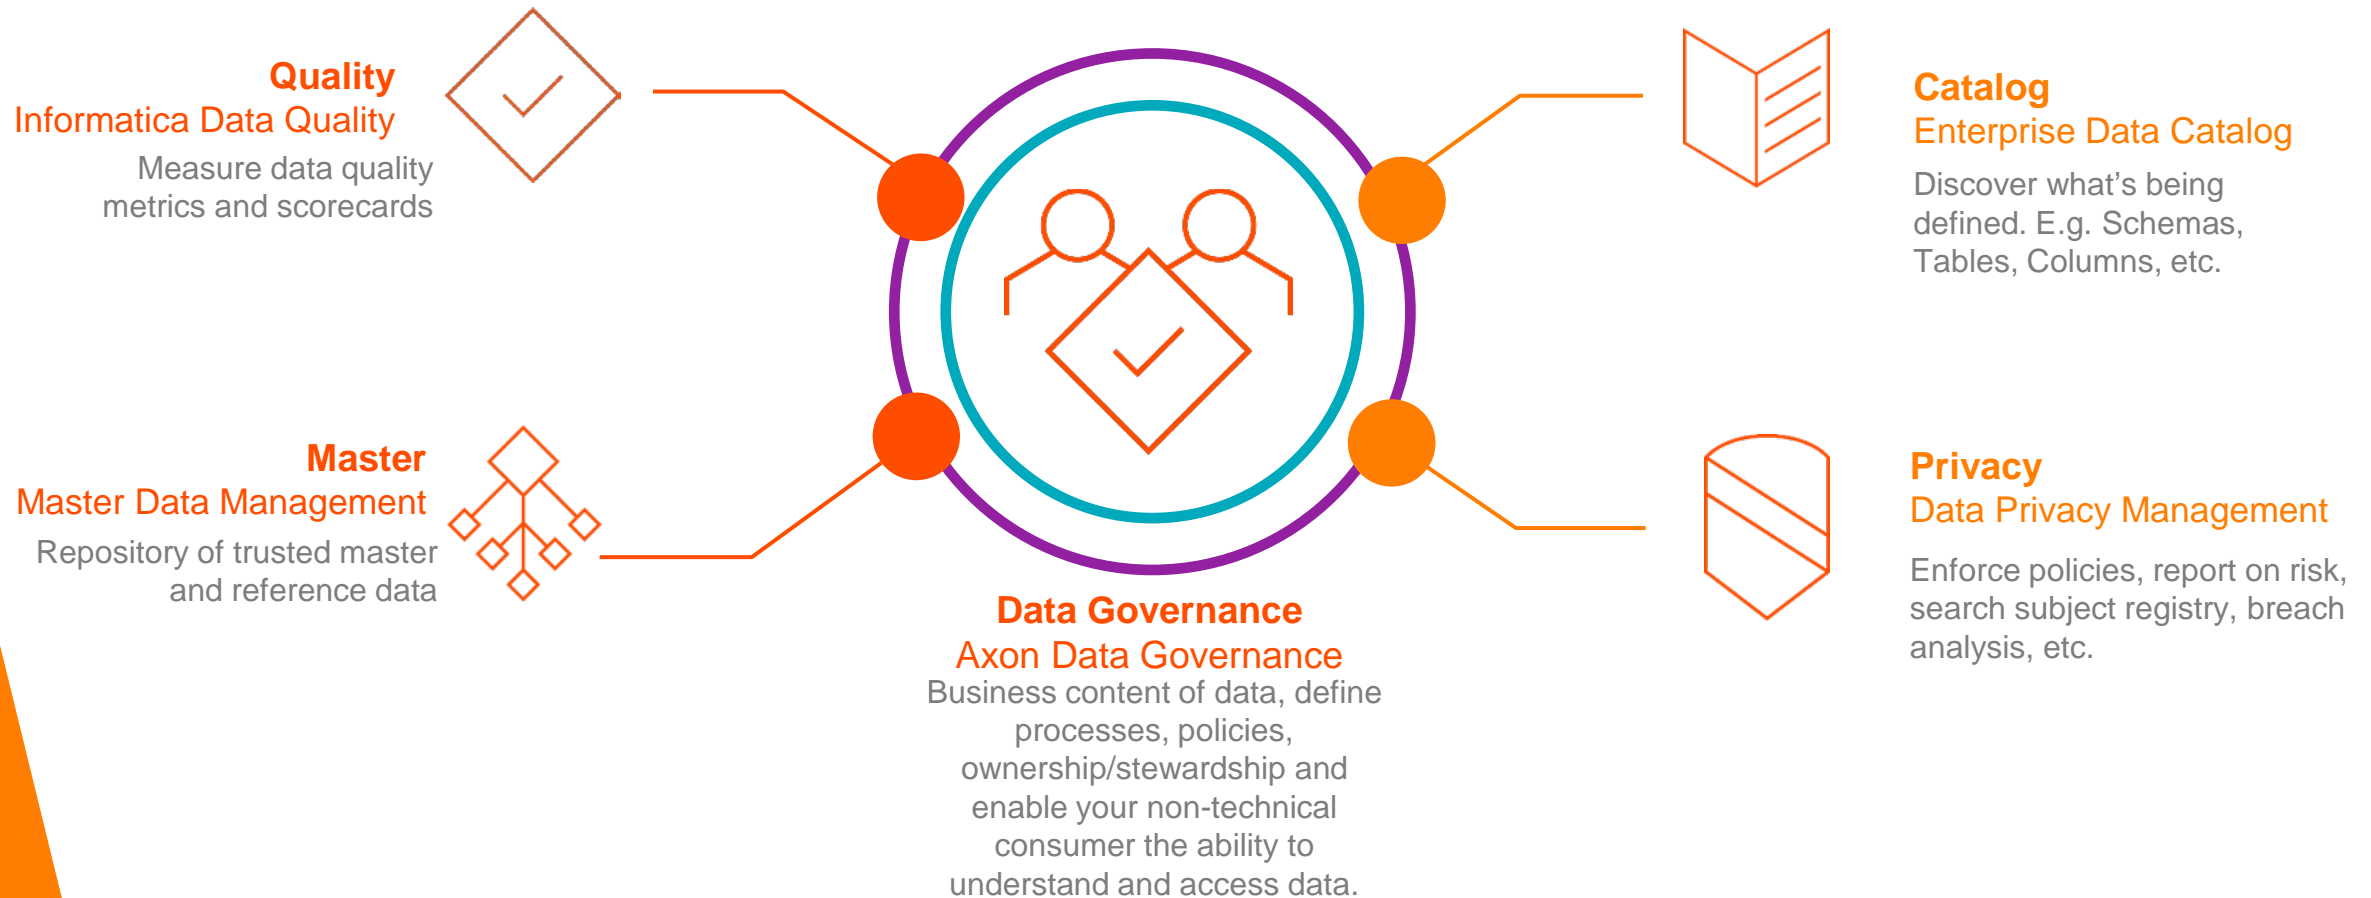 Quality
Informatica Data Quality
Measure data quality
metrics and scorecards
Master
Master Data Management
Repository of trusted master
and reference data
Data Governance
Axon Data Governance
Business content of data, define
processes, policies,
ownership/stewardship and
enable your non-technical
consumer the ability to
understand and access data.
Catalog
Enterprise Data Catalog
Discover what’s being
defined. E.g. Schemas,
Tables, Columns, etc.
Privacy
Data Privacy Management
Enforce policies, report on risk,
search subject registry, breach
analysis, etc.